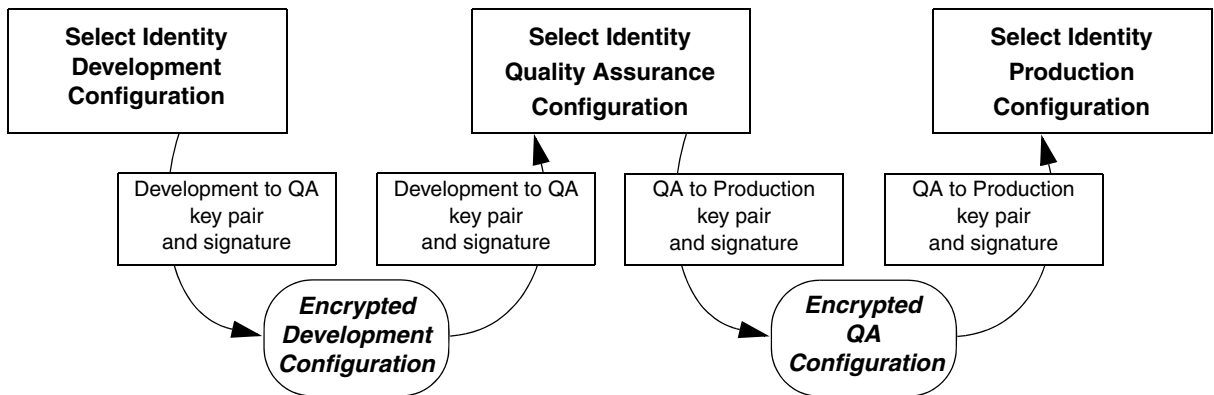 Select Identity
Development
Configuration
Select Identity
Quality Assurance
Configuration
Select Identity
Production
Configuration
Development to QA
key pair
and signature
Development to QA
key pair
and signature
QA to Production
key pair
and signature
QA to Production
key pair
and signature
Encrypted
Development
Configuration
Encrypted
QA
Configuration